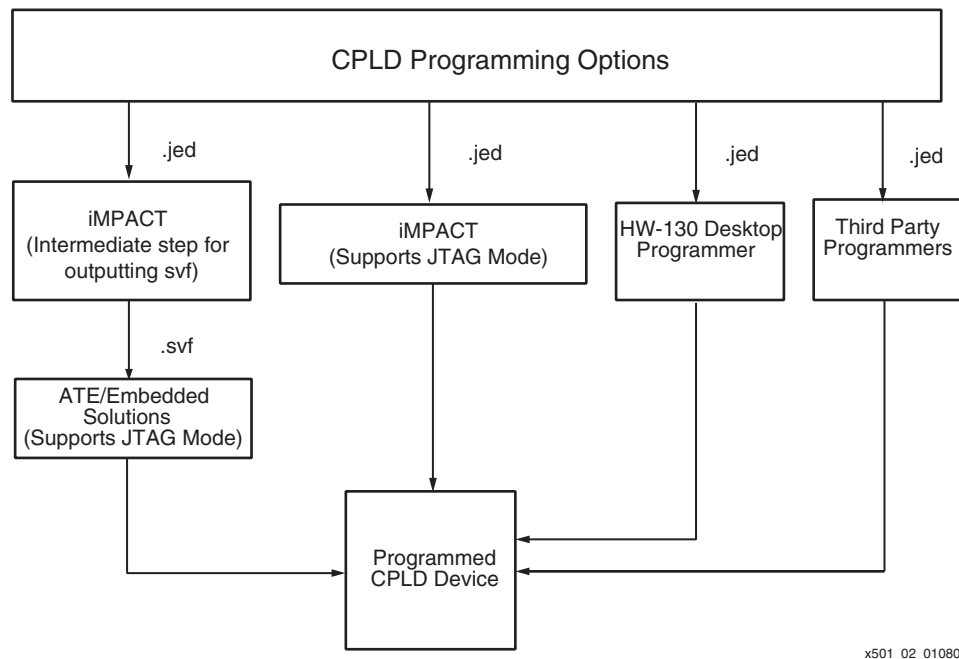 CPLD Programming Options
.jed
.jed
.jed
.jed
iMPACT
(Intermediate step for
outputting svf)
iMPACT
(Supports JTAG Mode)
HW-130 Desktop
Programmer
Third Party
Programmers
.svf
ATE/Embedded
Solutions
(Supports JTAG Mode)
Programmed
CPLD Device
x501_02_01080